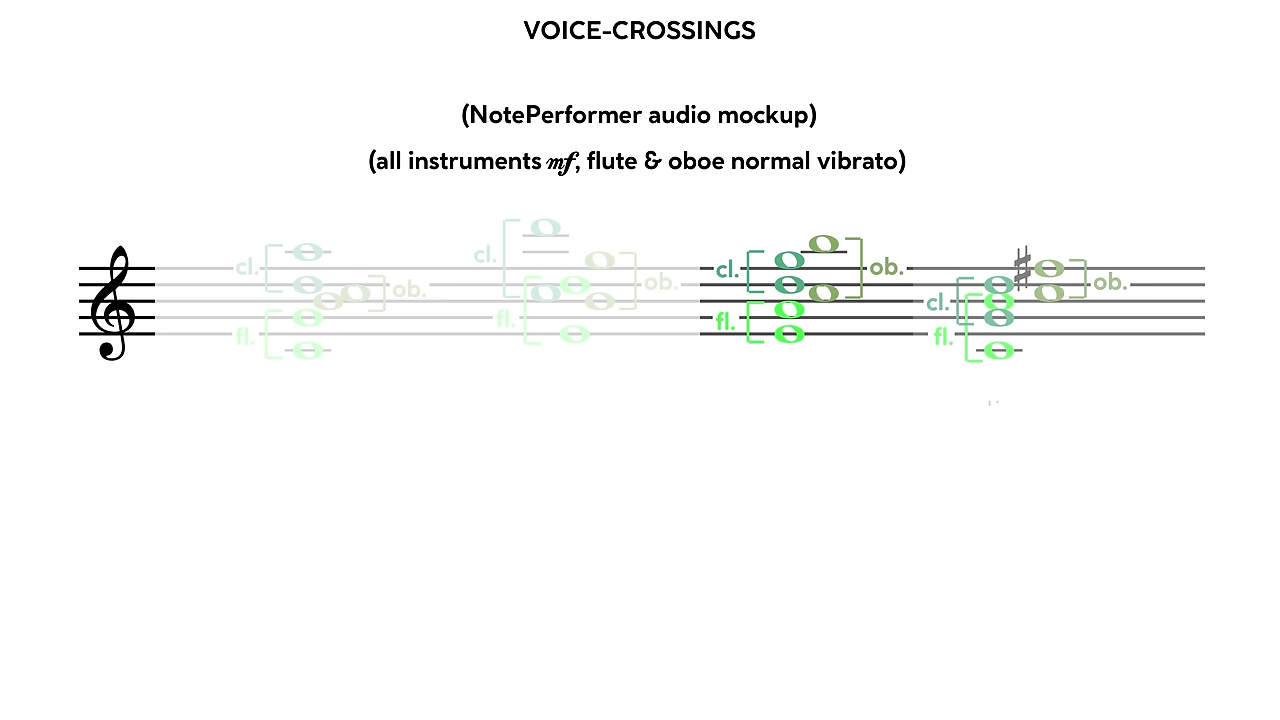 VOICE-CROSSINGS
(NotePerformer audio mockup)
(all instruments mf, flute & oboe normal vibrato)
cl. ob. fl.
cl. ob. fl.
cl. ob. fl.
cl. ob. fl.